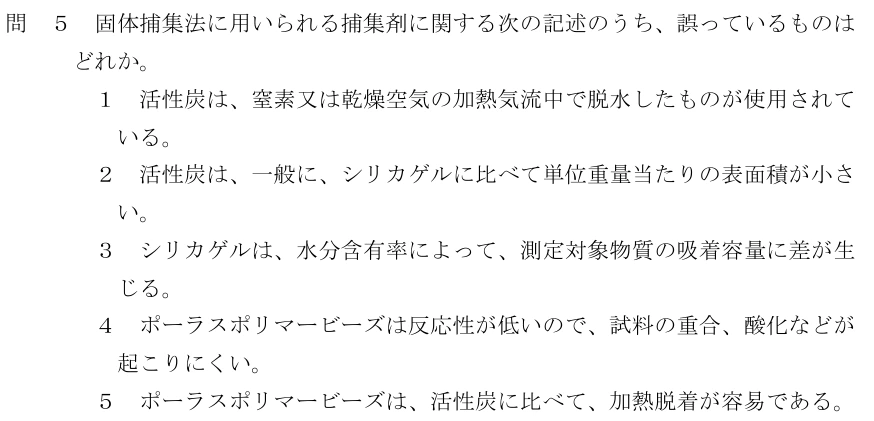 問　５　固体捕集法に用いられる捕集剤に関する次の記述のうち、誤っているものは
どれか。
１　活性炭は、窒素又は乾燥空気の加熱気流中で脱水したものが使用されて
いる。
２　活性炭は、一般に、シリカゲルに比べて単位重量当たりの表面積が小さ
い。
３　シリカゲルは、水分含有率によって、測定対象物質の吸着容量に差が生
じる。
４　ポーラスポリマービーズは反応性が低いので、試料の重合、酸化などが
起こりにくい。
５　ポーラスポリマービーズは、活性炭に比べて、加熱脱着が容易である。